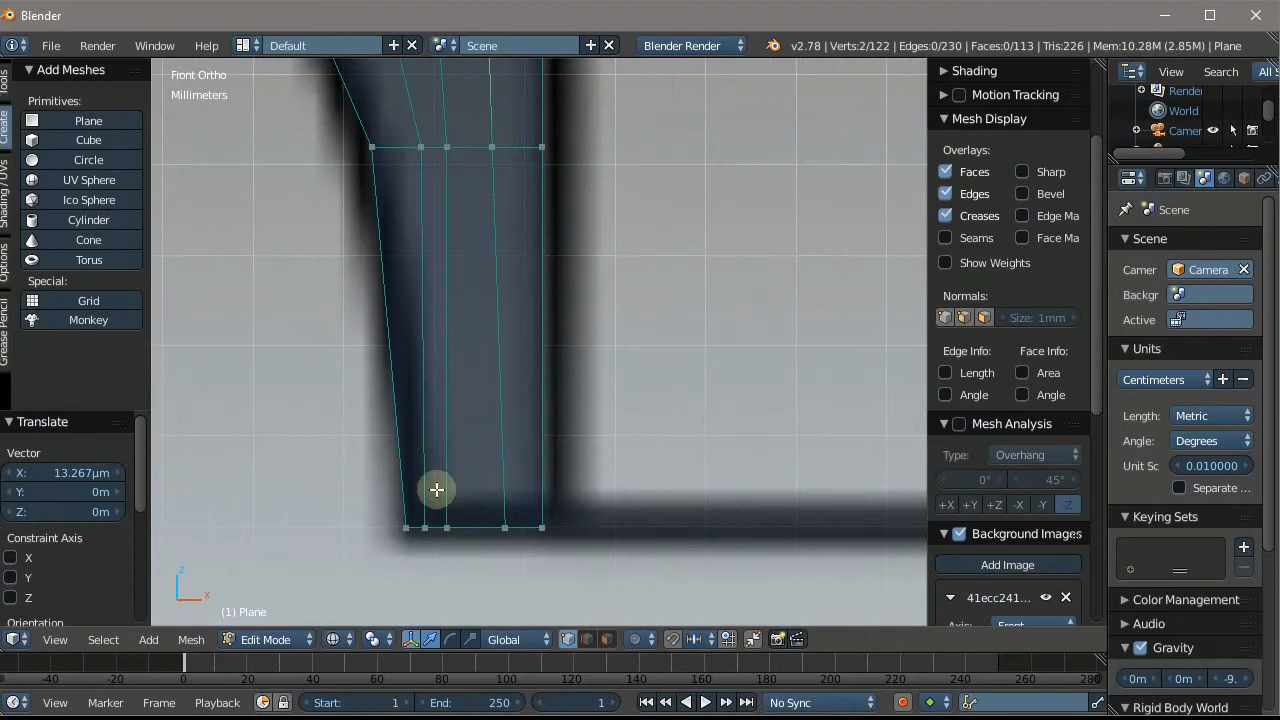 Blender
File Render Window Help Default Scene Blender Render v2.78 | Verts:2/122 | Edges:0/230 | Faces:0/113 | Tris:226 | Mem:10.28M (2.85M) | Plane
Tools
Create
Shading / UVs
Options
Grease Pencil
Add Meshes
Primitives:
Plane
Cube
Circle
UV Sphere
Ico Sphere
Cylinder
Cone
Torus
Special:
Grid
Monkey
Translate
Vector
X: 13.267µm
Y: 0m
Z: 0m
Constraint Axis
X
Y
Z
Orientation
Front Ortho
Millimeters
z
x
(1) Plane
Shading
Motion Tracking
Mesh Display
Overlays:
Faces Sharp
Edges Bevel
Creases Edge Ma
Seams Face Ma
Show Weights
Normals:
Size: 1mm
Edge Info: Face Info:
Length Area
Angle Angle
Mesh Analysis
Type: Overhang
0° 45°
+X +Y +Z -X -Y -Z
Background Images
Add Image
41ecc241...
Axis: Front
View Search All S
Render
World
Camer
Scene
Scene
Camer Camera
Backgr
Active
Units
Centimeters
Length: Metric
Angle: Degrees
Unit Sc 0.010000
Separate ...
Keying Sets
Color Management
Audio
Gravity
0m 0m -9.
Rigid Body World
View Select Add Mesh Edit Mode Global
-40 -20 0 20 40 60 80 100 120 140 160 180 200 220 240 260 280
View Marker Frame Playback Start: 1 End: 250 1 No Sync